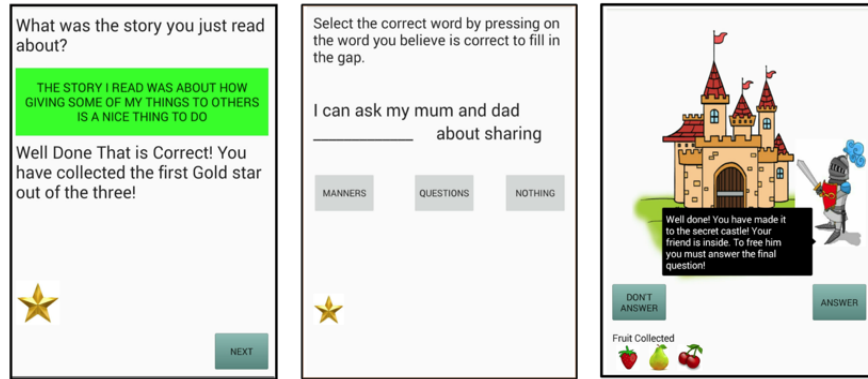 What was the story you just read
about?
THE STORY I READ WAS ABOUT HOW
GIVING SOME OF MY THINGS TO OTHERS
IS A NICE THING TO DO
Well Done That is Correct! You
have collected the first Gold star
out of the three!
NEXT
Select the correct word by pressing on
the word you believe is correct to fill in
the gap.
I can ask my mum and dad
____________ about sharing
MANNERS
QUESTIONS
NOTHING
Well done! You have made it
to the secret castle! Your
friend is inside. To free him
you must answer the final
question!
DON'T
ANSWER
ANSWER
Fruit Collected